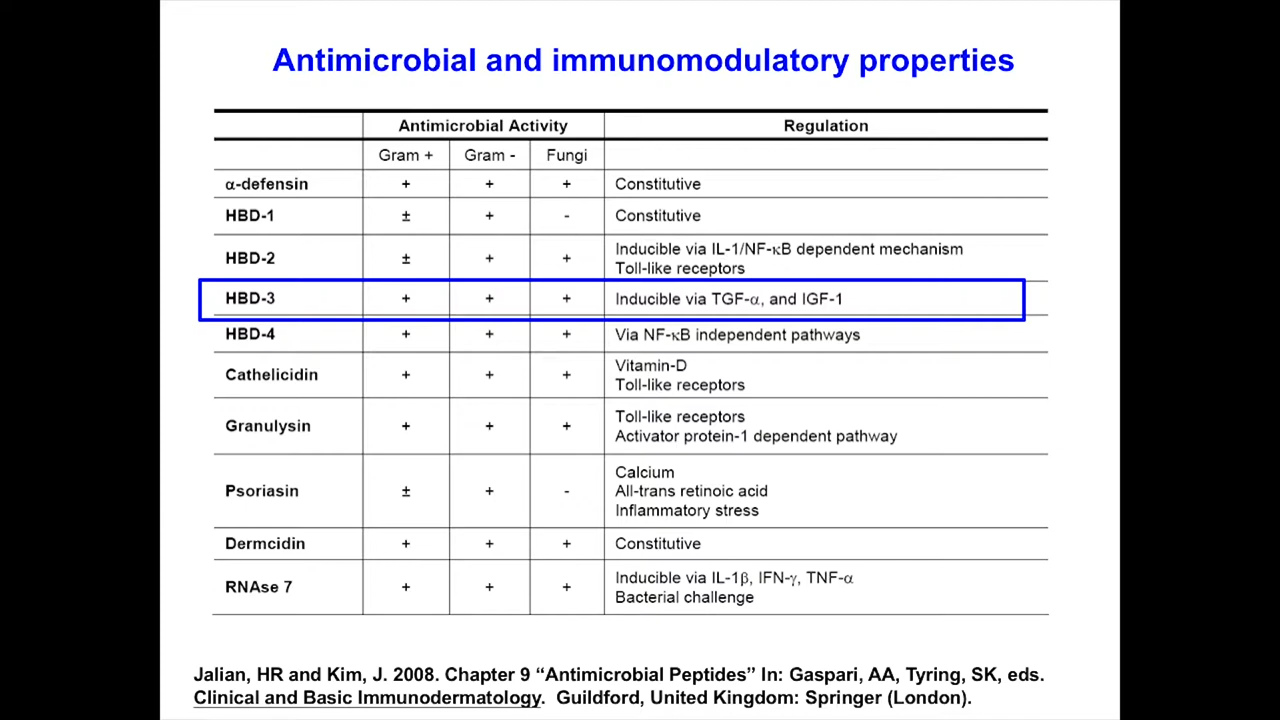 Antimicrobial and immunomodulatory properties
Antimicrobial Activity Regulation
Gram + Gram - Fungi
α-defensin + + + Constitutive
HBD-1 ± + - Constitutive
HBD-2 ± + + Inducible via IL-1/NF-κB dependent mechanism
Toll-like receptors
HBD-3 + + + Inducible via TGF-α, and IGF-1
HBD-4 + + + Via NF-κB independent pathways
Cathelicidin + + + Vitamin-D
Toll-like receptors
Granulysin + + + Toll-like receptors
Activator protein-1 dependent pathway
Psoriasin ± + - Calcium
All-trans retinoic acid
Inflammatory stress
Dermcidin + + + Constitutive
RNAse 7 + + + Inducible via IL-1β, IFN-γ, TNF-α
Bacterial challenge
Jalian, HR and Kim, J. 2008. Chapter 9 “Antimicrobial Peptides” In: Gaspari, AA, Tyring, SK, eds.
Clinical and Basic Immunodermatology. Guildford, United Kingdom: Springer (London).